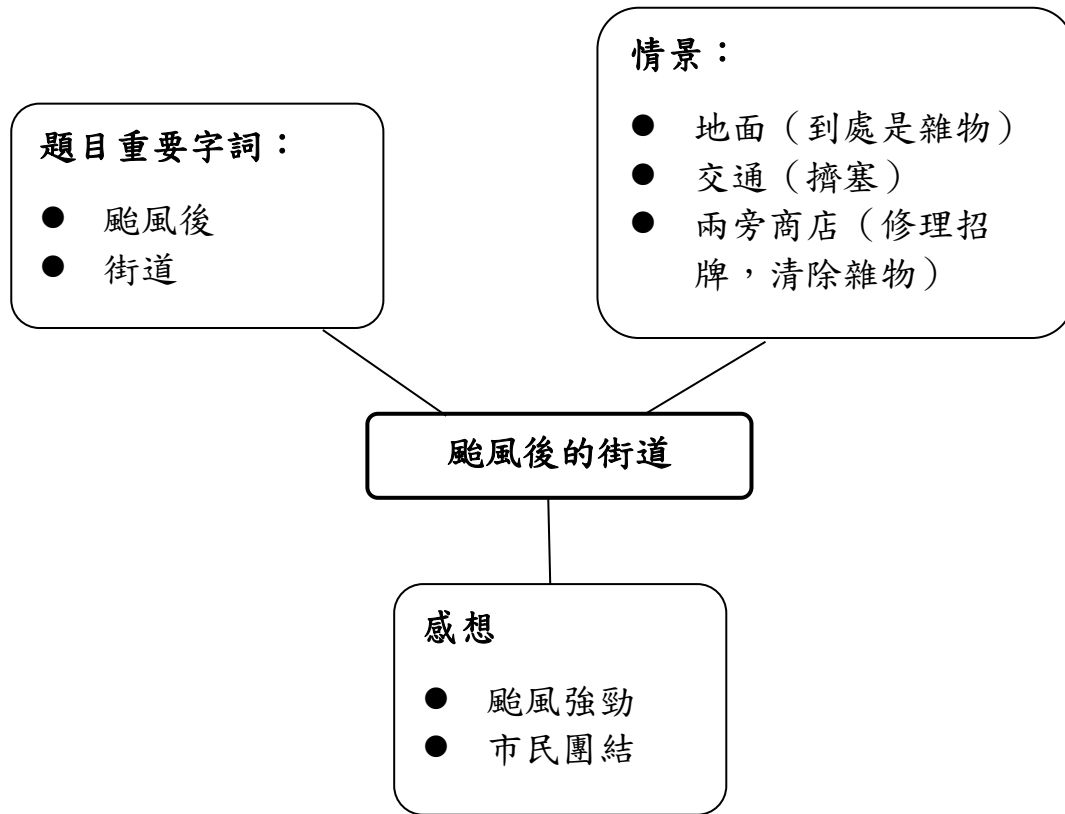 題目重要字詞：
● 颱風後
● 街道
情景：
● 地面（到處是雜物）
● 交通（擠塞）
● 兩旁商店（修理招
牌，清除雜物）
颱風後的街道
感想
● 颱風強勁
● 市民團結